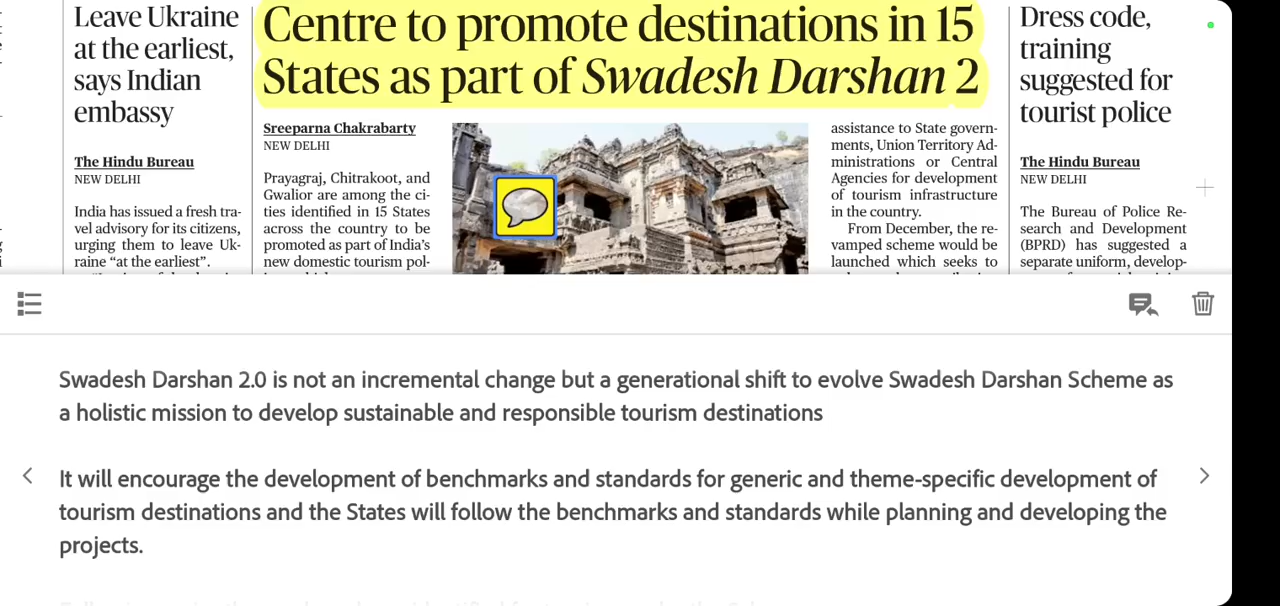 Leave Ukraine
at the earliest,
says Indian
embassy
The Hindu Bureau
NEW DELHI
India has issued a fresh tra-
vel advisory for its citizens,
urging them to leave Uk-
raine “at the earliest”.
Centre to promote destinations in 15
States as part of Swadesh Darshan 2
Sreeparna Chakrabarty
NEW DELHI
Prayagraj, Chitrakoot, and
Gwalior are among the ci-
ties identified in 15 States
across the country to be
promoted as part of India’s
new domestic tourism pol-
assistance to State govern-
ments, Union Territory Ad-
ministrations or Central
Agencies for development
of tourism infrastructure
in the country.
From December, the re-
vamped scheme would be
launched which seeks to
Dress code,
training
suggested for
tourist police
The Hindu Bureau
NEW DELHI
The Bureau of Police Re-
search and Development
(BPRD) has suggested a
separate uniform, develop-
Swadesh Darshan 2.0 is not an incremental change but a generational shift to evolve Swadesh Darshan Scheme as
a holistic mission to develop sustainable and responsible tourism destinations
It will encourage the development of benchmarks and standards for generic and theme-specific development of
tourism destinations and the States will follow the benchmarks and standards while planning and developing the
projects.